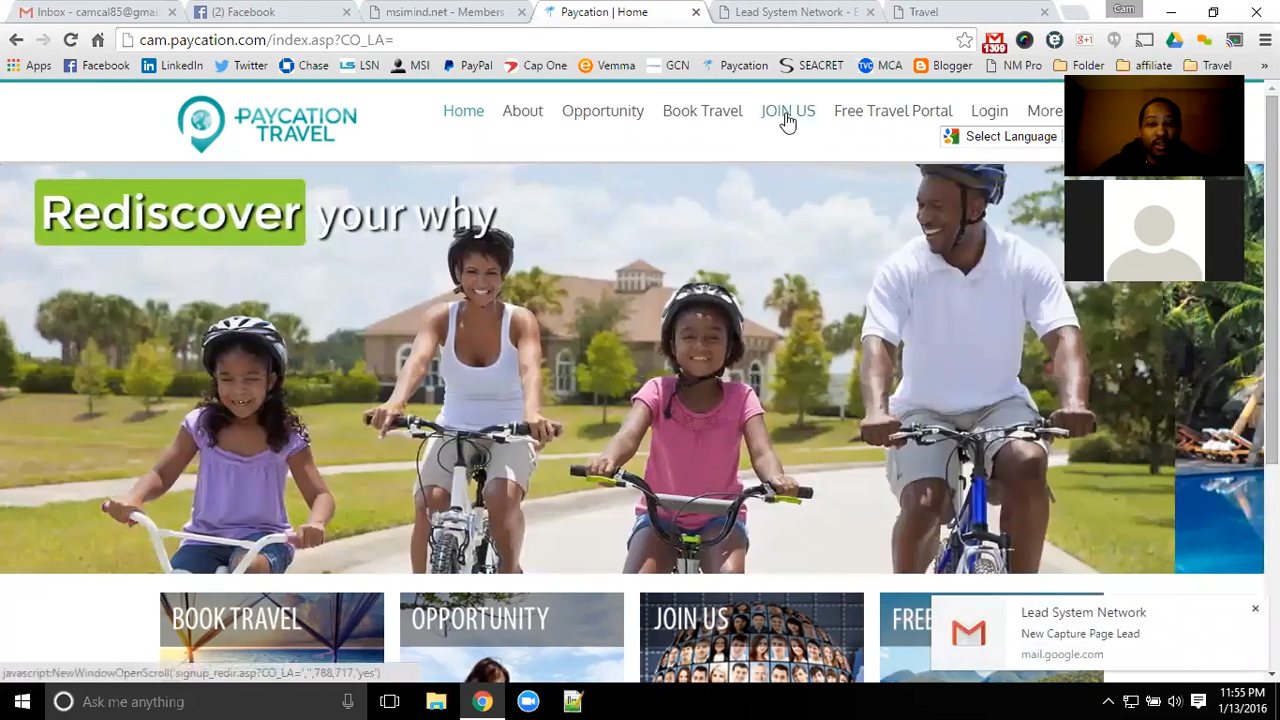 Inbox - camcal85@gmai
(2) Facebook
msimind.net - Members
Paycation | Home
Lead System Network - E
Travel
Cam
cam.paycation.com/index.asp?CO_LA=
1309
Apps
Facebook
LinkedIn
Twitter
Chase
LS LSN
MSI
PayPal
Cap One
Vemma
GCN
Paycation
SEACRET
TVC MCA
Blogger
NM Pro
Folder
affiliate
Travel
PAYCATION
TRAVEL
Home
About
Opportunity
Book Travel
JOIN US
Free Travel Portal
Login
More
Select Language
Rediscover your why
BOOK TRAVEL
OPPORTUNITY
JOIN US
FREE
Lead System Network
New Capture Page Lead
mail.google.com
javascript:NewWindowOpenScroll('signup_redir.asp?CO_LA=','',788,717,'yes')
Ask me anything
11:55 PM
1/13/2016